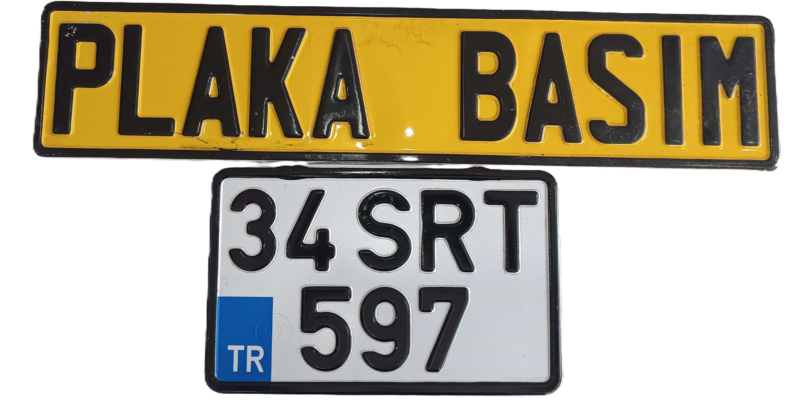 PLAKA BASIM
34 SRT
TR 597